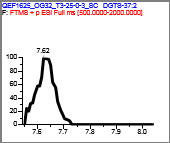 QEF1625_OG32_T3-25-0-3_SC DGT8-37:2
F: FTMS + p ESI Full ms [500.0000-2000.0000]
7.62
100
80
60
40
20
0
7.6 7.7 7.8 7.9 8.0